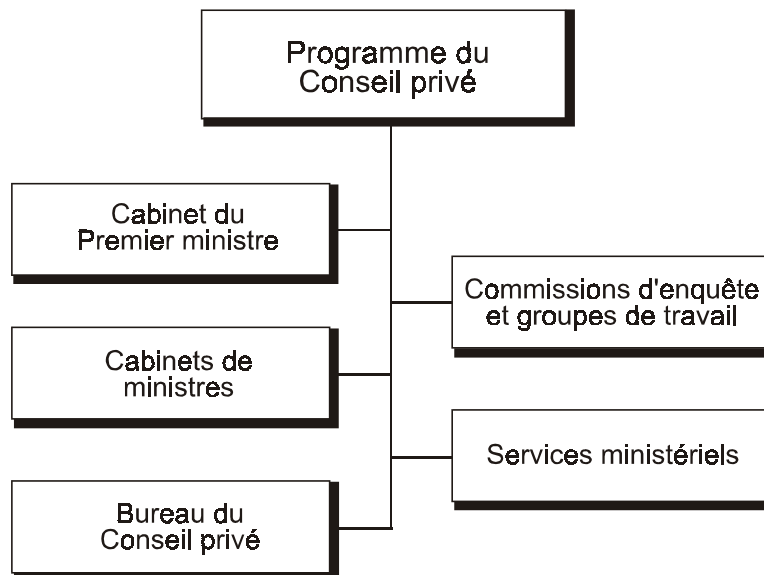 Programme du
Conseil privé
Cabinet du
Premier ministre
Commissions d'enquête
et groupes de travail
Cabinets de
ministres
Services ministériels
Bureau du
Conseil privé